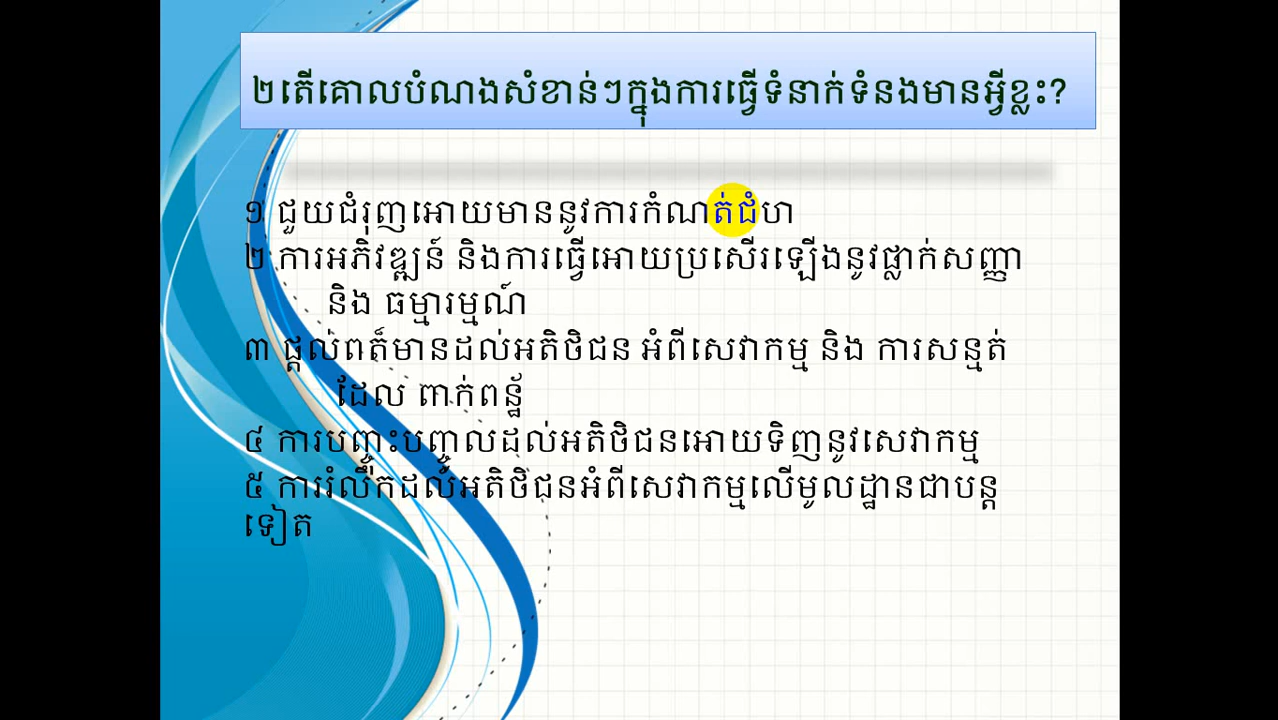 ២តើគោលបំណងសំខាន់ៗក្នុងការធ្វើទំនាក់ទំនងមានអ្វីខ្លះ?
១ ជួយជំរុញអោយមាននូវការកំណត់ជំហ
២ ការអភិវឌ្ឍន៍ និងការធ្វើអោយប្រសើរឡើងនូវផ្លាក់សញ្ញា
និង ធម្មារម្មណ៍
៣ ផ្តល់ពត៌មានដល់អតិថិជន អំពីសេវាកម្ម និង ការសន្មត់
ដែល ពាក់ពន្ឋ័
៤ ការបញ្ចុះបញ្ចូលដល់អតិថិជនអោយទិញនូវសេវាកម្ម
៥ ការរំលឹកដល់អតិថិជនអំពីសេវាកម្មលើមូលដ្ឋានជាបន្ត
ទៀត